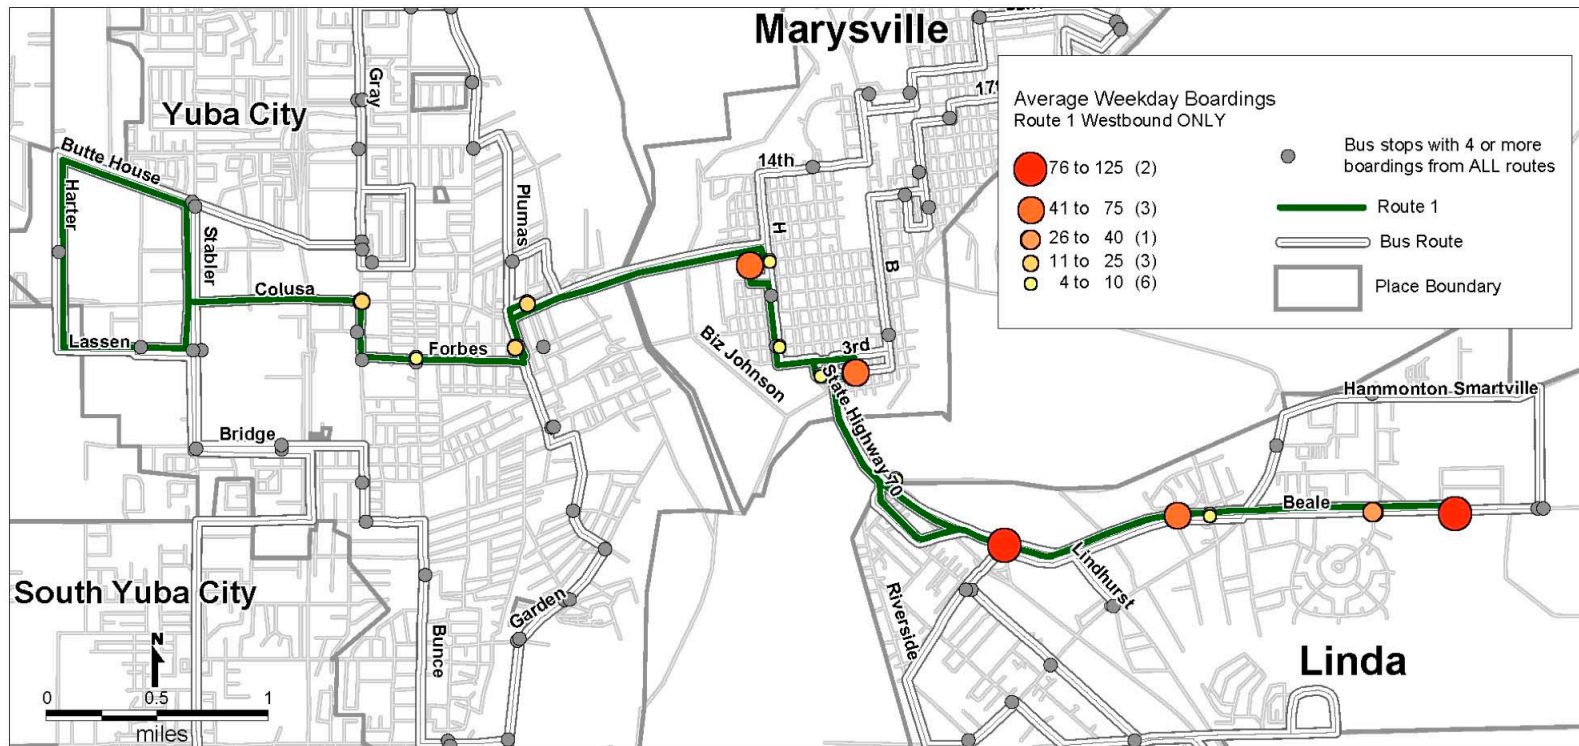 Marysville
Yuba City
Gray
Butte House
Harter
Stabler
Plumas
Colusa
Lassen
Forbes
14th
H
B
3rd
Biz Johnson
State Highway 70
Bridge
Hammonton Smartville
Beale
Lindhurst
Riverside
Garden
Bunce
South Yuba City
Linda
N
0 0.5 1
miles
Average Weekday Boardings
Route 1 Westbound ONLY
76 to 125 (2)
41 to 75 (3)
26 to 40 (1)
11 to 25 (3)
4 to 10 (6)
Bus stops with 4 or more
boardings from ALL routes
Route 1
Bus Route
Place Boundary